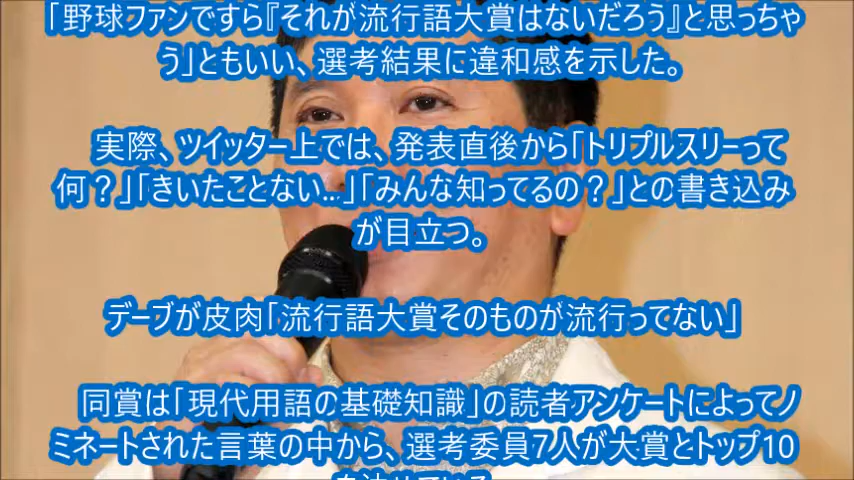 「野球ファンですら『それが流行語大賞はないだろう』と思っちゃ
う」ともいい、選考結果に違和感を示した。
実際、ツイッター上では、発表直後から「トリプルスリーって
何？」「きいたことない…」「みんな知ってるの？」との書き込み
が目立つ。
デーブが皮肉「流行語大賞そのものが流行ってない」
同賞は「現代用語の基礎知識」の読者アンケートによってノ
ミネートされた言葉の中から、選考委員7人が大賞とトップ10
を決めている